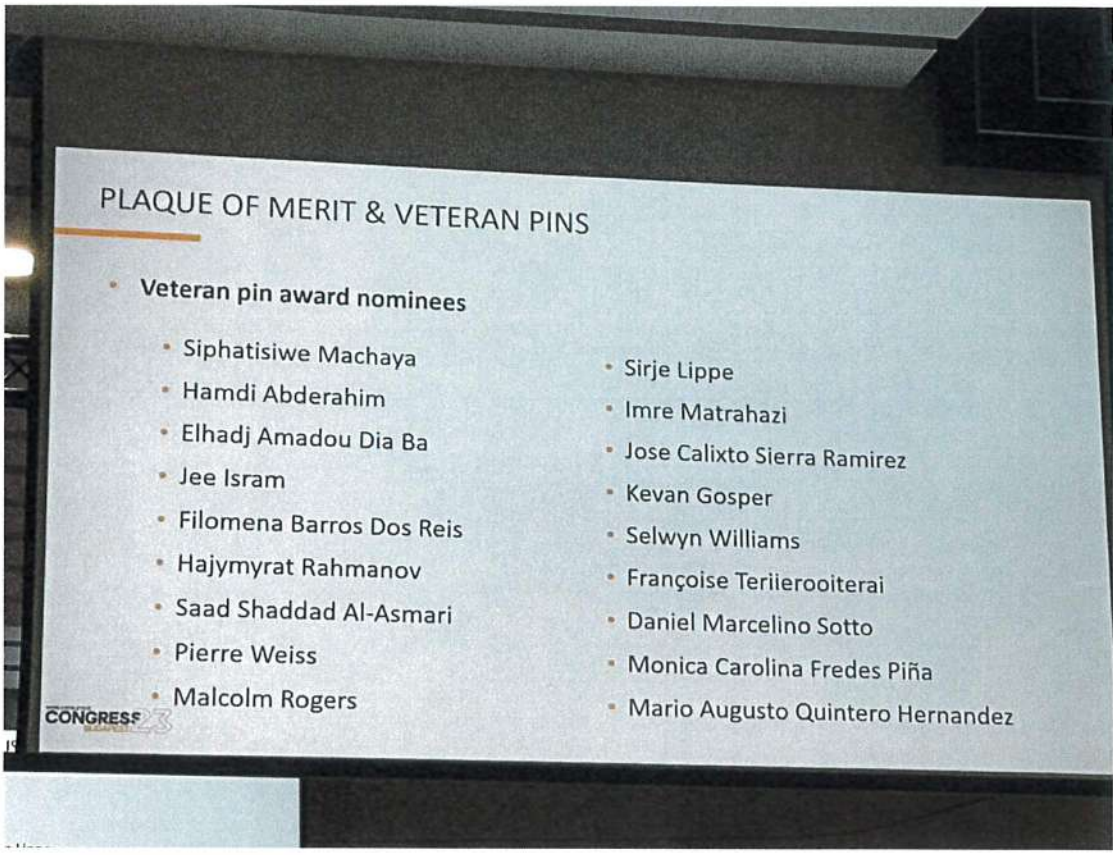 PLAQUE OF MERIT & VETERAN PINS
• Veteran pin award nominees
• Siphatisiwe Machaya
• Hamdi Abderahim
• Elhadj Amadou Dia Ba
• Jee Isram
• Filomena Barros Dos Reis
• Hajymyrat Rahmanov
• Saad Shaddad Al-Asmari
• Pierre Weiss
• Malcolm Rogers
• Sirje Lippe
• Imre Matrahazi
• Jose Calixto Sierra Ramirez
• Kevan Gosper
• Selwyn Williams
• Françoise Teriierooiterai
• Daniel Marcelino Sotto
• Monica Carolina Fredes Piña
• Mario Augusto Quintero Hernandez
CONGRESS 23
BUDAPEST